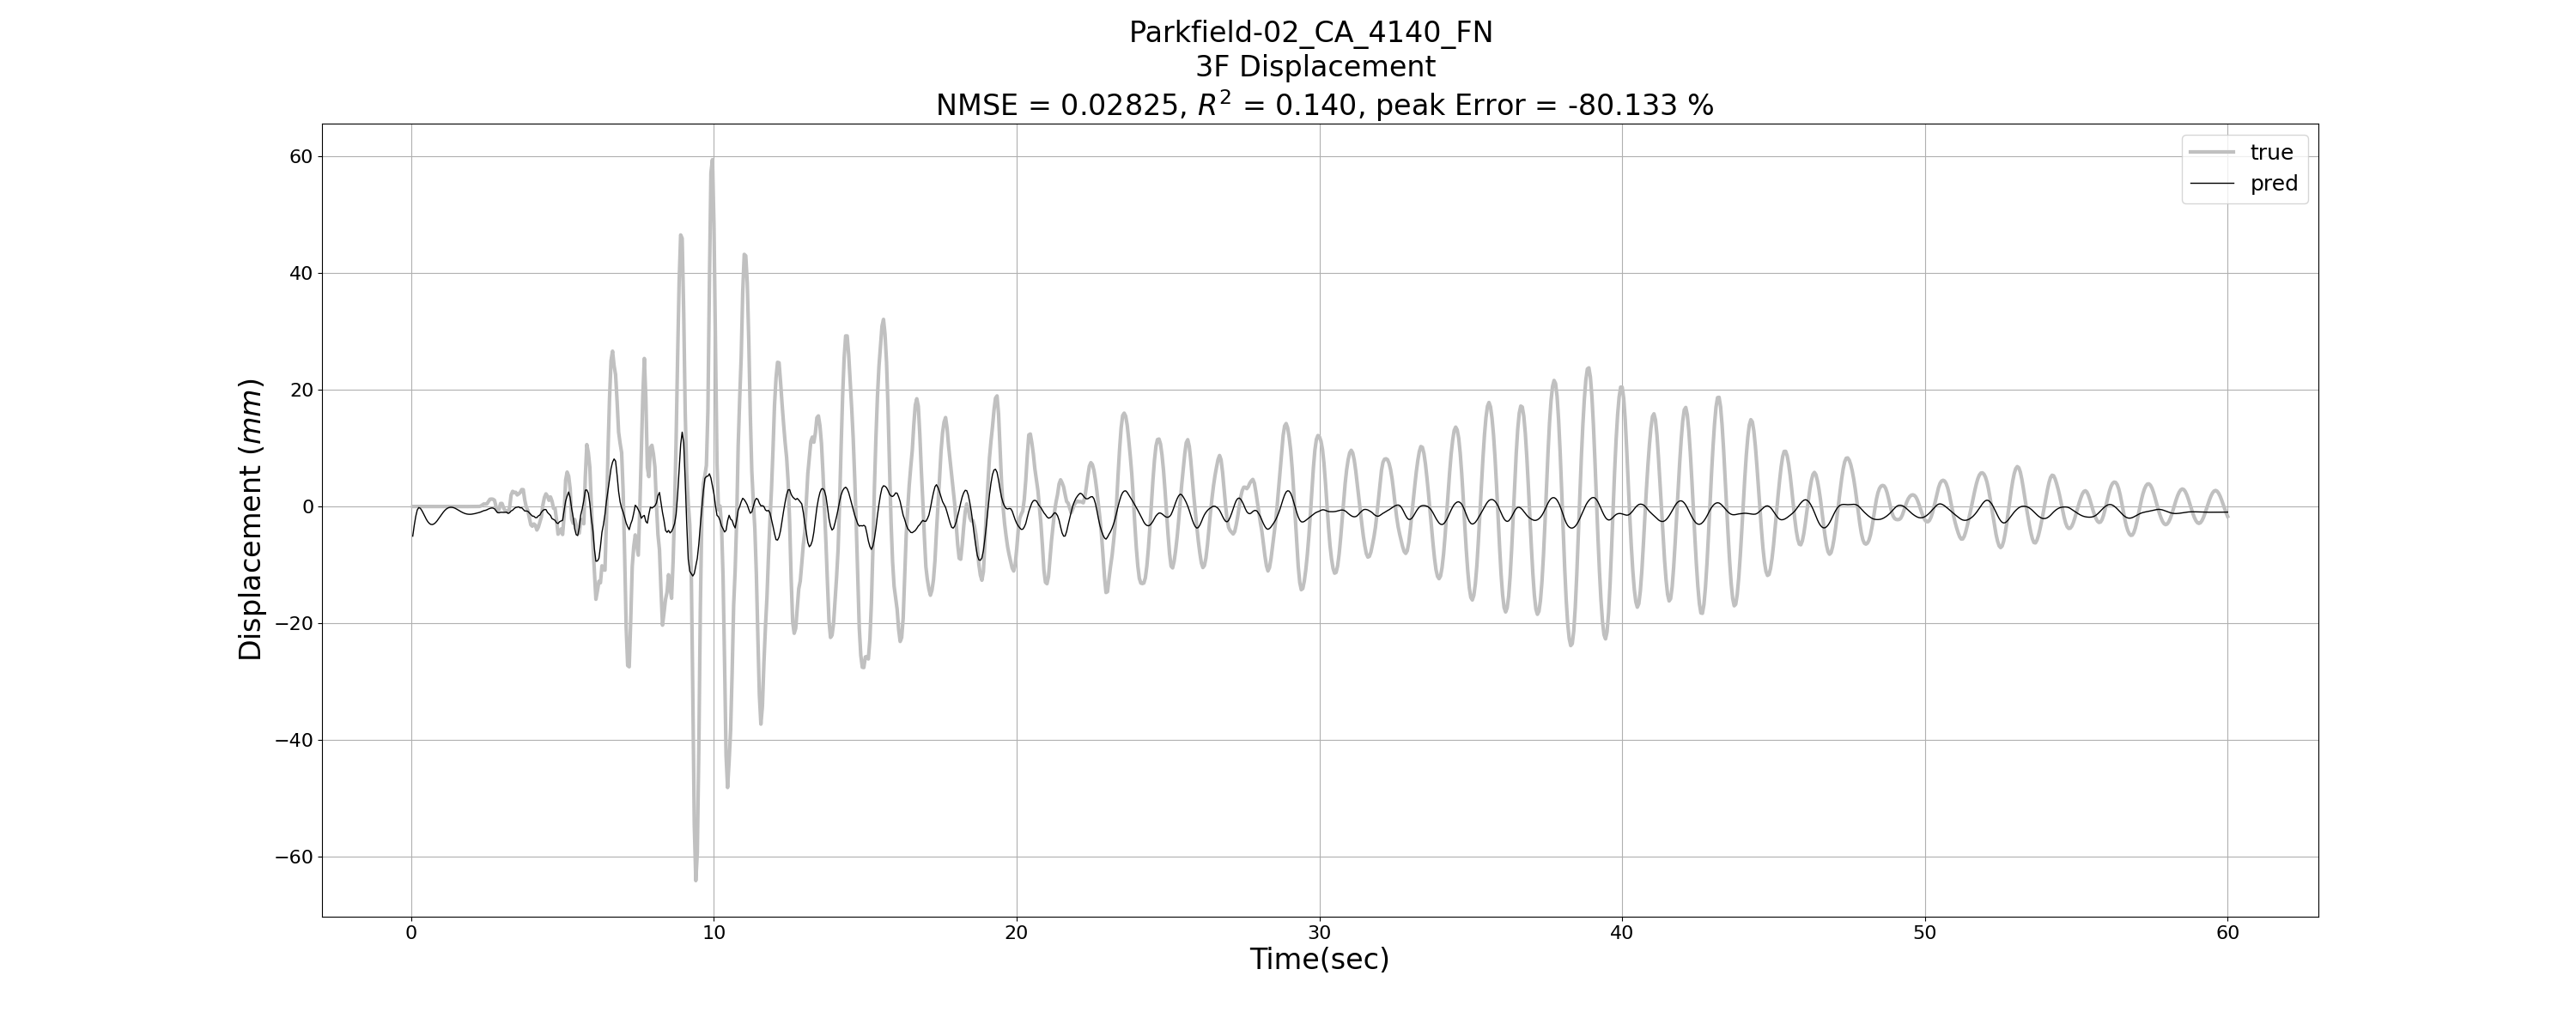 Parkfield-02_CA_4140_FN
3F Displacement
NMSE = 0.02825, R² = 0.140, peak Error = -80.133 %
true
pred
Displacement (mm)
60
40
20
0
−20
−40
−60
0 10 20 30 40 50 60
Time(sec)